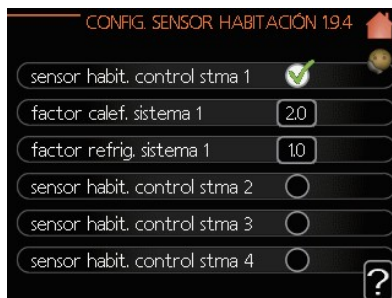 CONFIG. SENSOR HABITACIÓN 1.9.4
sensor habit. control stma 1
factor calef. sistema 1 2.0
factor refrig. sistema 1 1.0
sensor habit. control stma 2
sensor habit. control stma 3
sensor habit. control stma 4
?